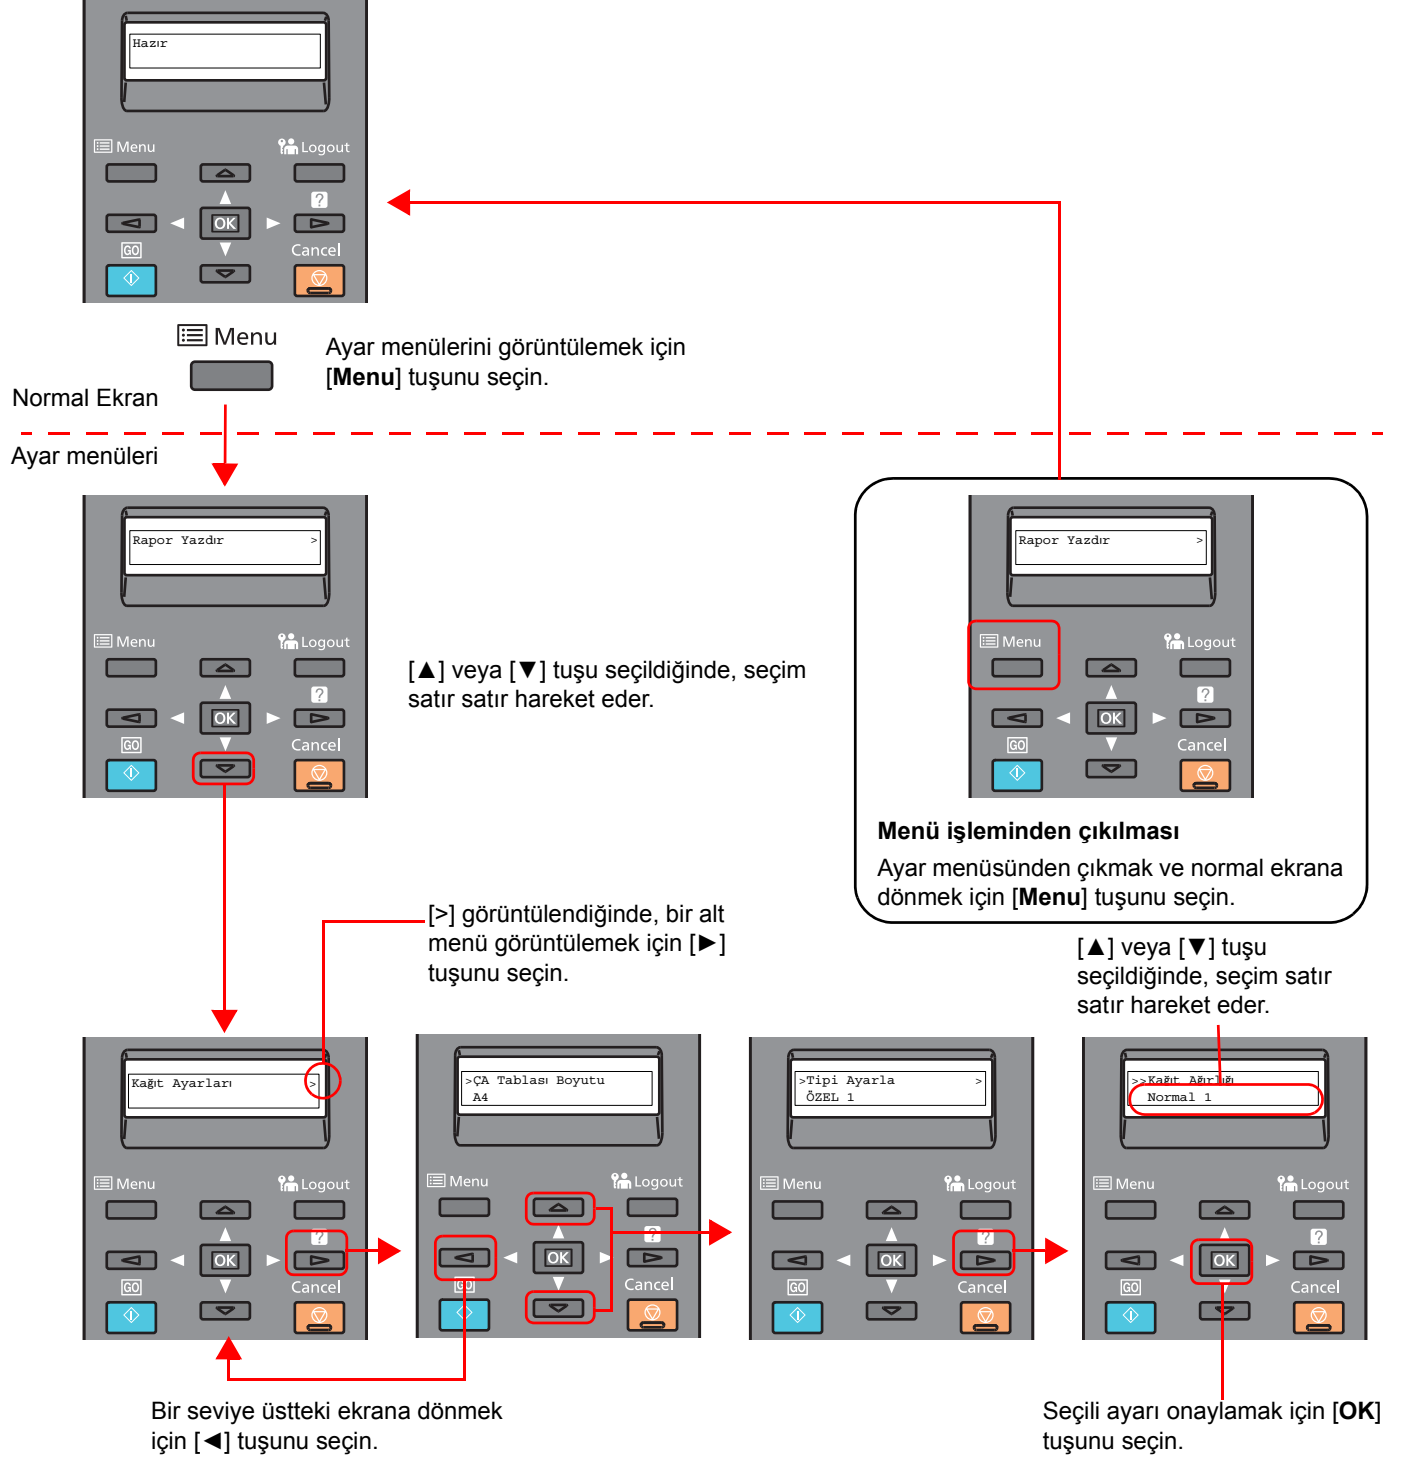 Hazır
Menu
Logout
?
OK
GO
Cancel
Menu
Ayar menülerini görüntülemek için
[Menu] tuşunu seçin.
Normal Ekran
Ayar menüleri
Rapor Yazdır >
Menu
Logout
?
OK
GO
Cancel
[▲] veya [▼] tuşu seçildiğinde, seçim
satır satır hareket eder.
Rapor Yazdır >
Menu
Logout
?
OK
GO
Cancel
Menü işleminden çıkılması
Ayar menüsünden çıkmak ve normal ekrana
dönmek için [Menu] tuşunu seçin.
[>] görüntülendiğinde, bir alt
menü görüntülemek için [►]
tuşunu seçin.
[▲] veya [▼] tuşu
seçildiğinde, seçim satır
satır hareket eder.
Kağıt Ayarları >
Menu
Logout
?
OK
GO
Cancel
>ÇA Tablası Boyutu
A4
Menu
Logout
?
OK
GO
Cancel
>Tipi Ayarla >
ÖZEL 1
Menu
Logout
?
OK
GO
Cancel
>>Kağıt Ağırlığı
Normal 1
Menu
Logout
?
OK
GO
Cancel
Bir seviye üstteki ekrana dönmek
için [◄] tuşunu seçin.
Seçili ayarı onaylamak için [OK]
tuşunu seçin.